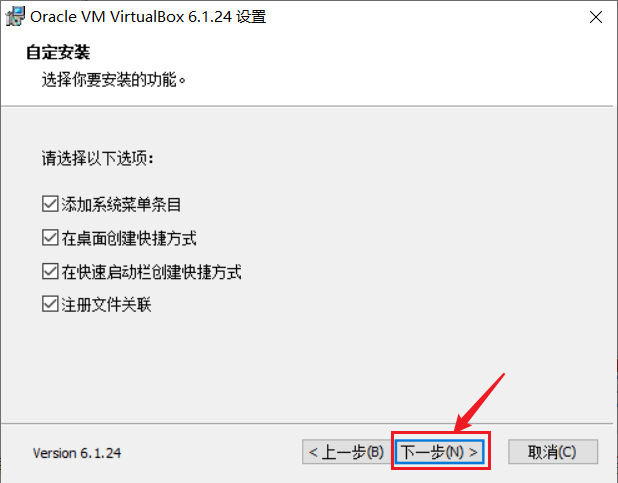 Oracle VM VirtualBox 6.1.24 设置
自定安装
选择你要安装的功能。
请选择以下选项：
添加系统菜单条目
在桌面创建快捷方式
在快速启动栏创建快捷方式
注册文件关联
Version 6.1.24
< 上一步(B)
下一步(N) >
取消(C)